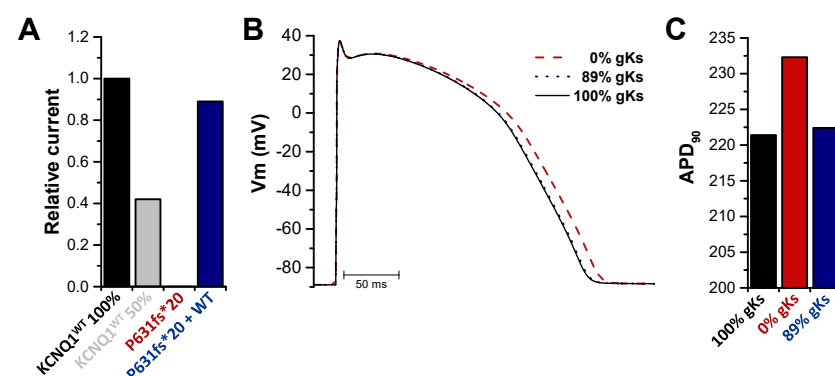 A
Relative current
1.2
1.0
0.8
0.6
0.4
0.2
0.0
KCNQ1WT 100%
KCNQ1WT 50%
P631fs*20
P631fs*20 + WT
B
Vm (mV)
40
20
0
-20
-40
-60
-80
50 ms
0% gKs
89% gKs
100% gKs
C
APD90
235
230
225
220
215
210
205
200
100% gKs
0% gKs
89% gKs